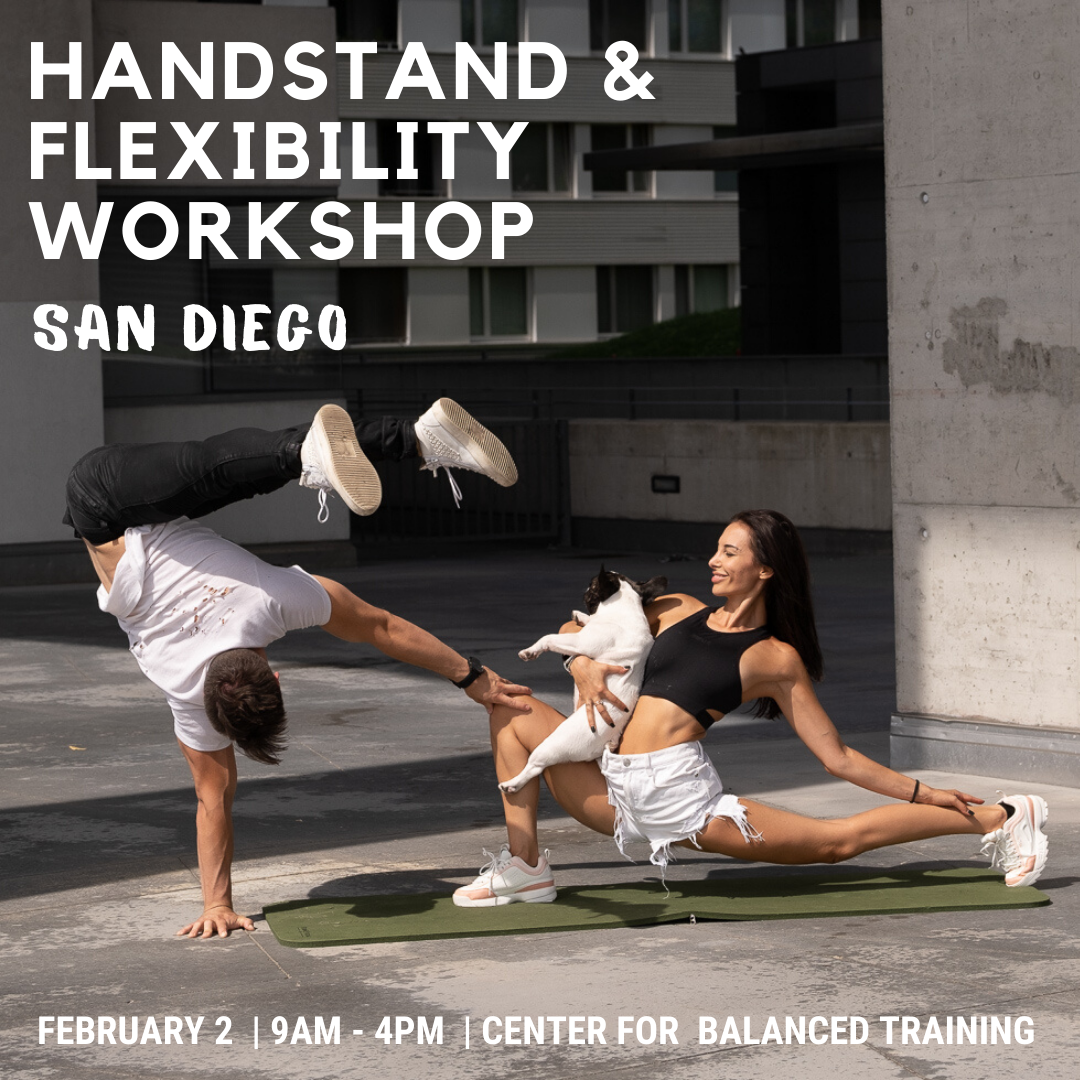 HANDSTAND &
FLEXIBILITY
WORKSHOP
SAN DIEGO
FEBRUARY 2 | 9AM - 4PM | CENTER FOR BALANCED TRAINING